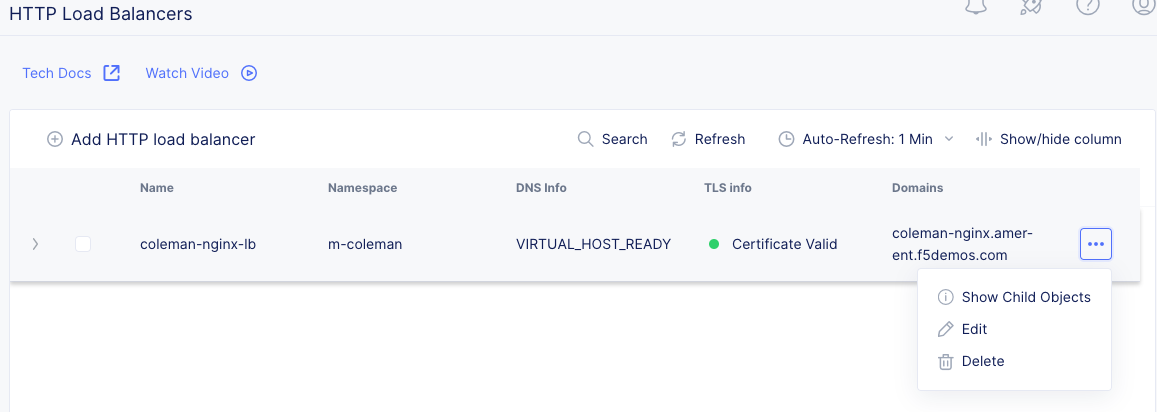 HTTP Load Balancers
Tech Docs Watch Video
Add HTTP load balancer Search Refresh Auto-Refresh: 1 Min Show/hide column
Name Namespace DNS Info TLS info Domains
coleman-nginx-lb m-coleman VIRTUAL_HOST_READY Certificate Valid coleman-nginx.amer-
ent.f5demos.com
Show Child Objects
Edit
Delete